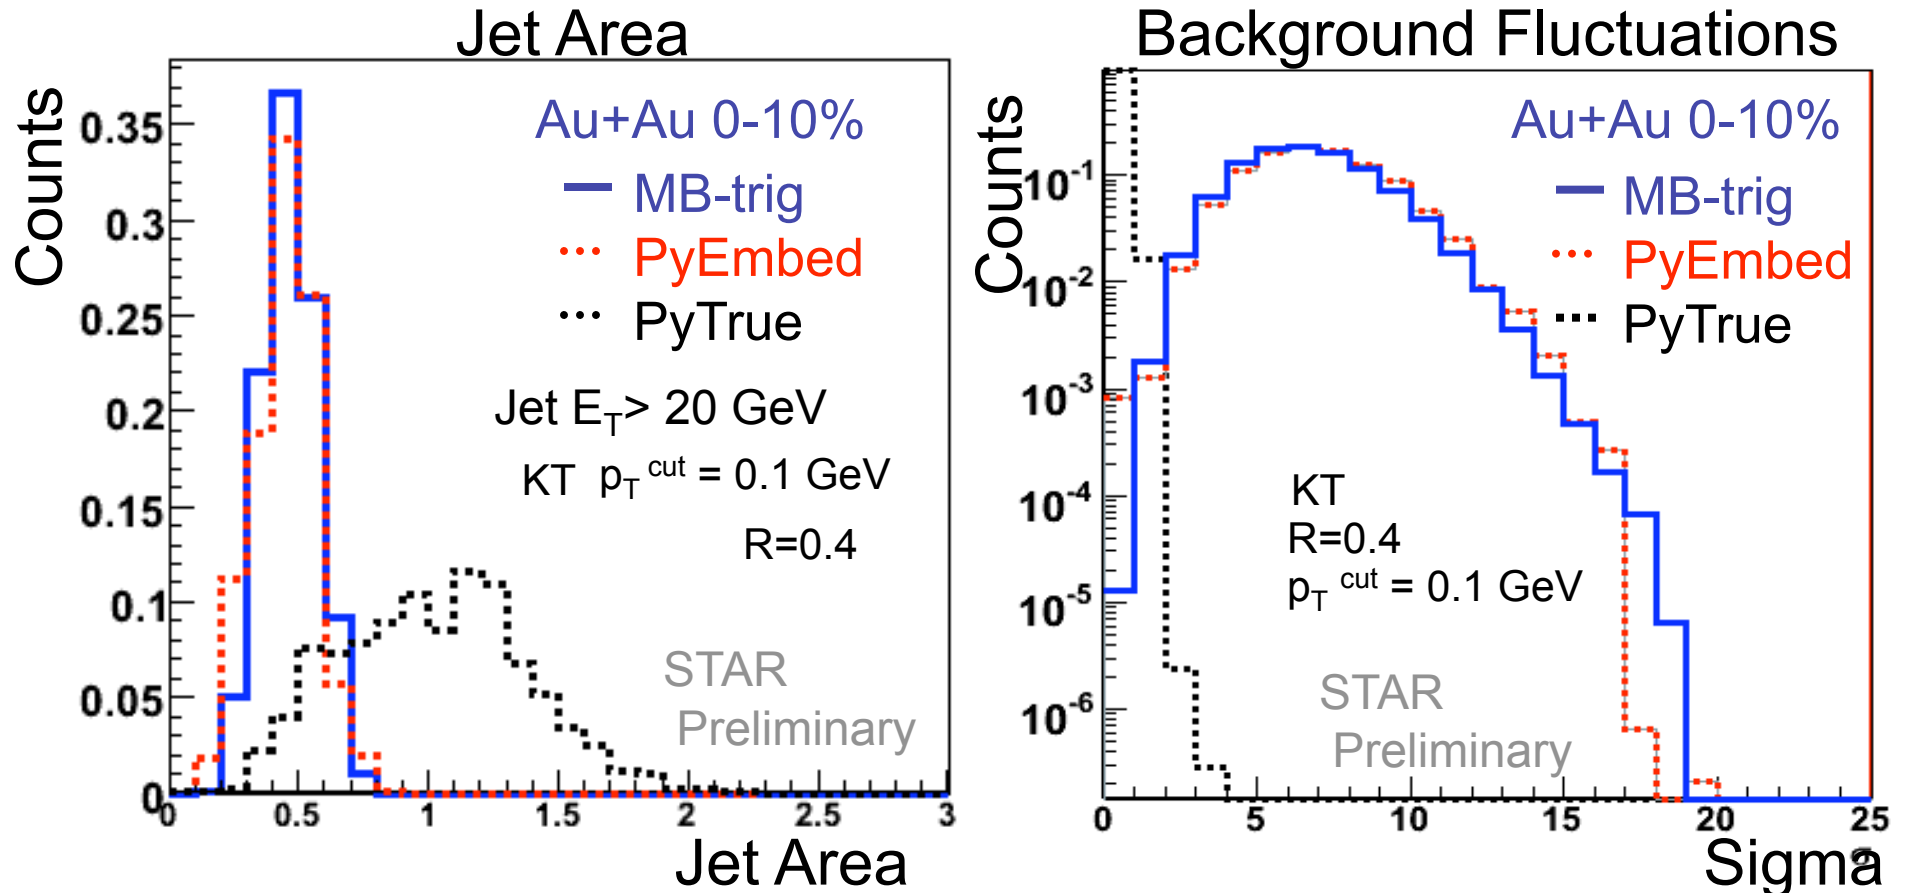 Jet Area
Counts
0.35
0.3
0.25
0.2
0.15
0.1
0.05
0
Au+Au 0-10%
MB-trig
PyEmbed
PyTrue
Jet E_T> 20 GeV
KT p_T^cut = 0.1 GeV
R=0.4
STAR
Preliminary
0 0.5 1 1.5 2 2.5 3
Jet Area
Background Fluctuations
Counts
10^-1
10^-2
10^-3
10^-4
10^-5
10^-6
Au+Au 0-10%
MB-trig
PyEmbed
PyTrue
KT
R=0.4
p_T^cut = 0.1 GeV
STAR
Preliminary
0 5 10 15 20 25
Sigma